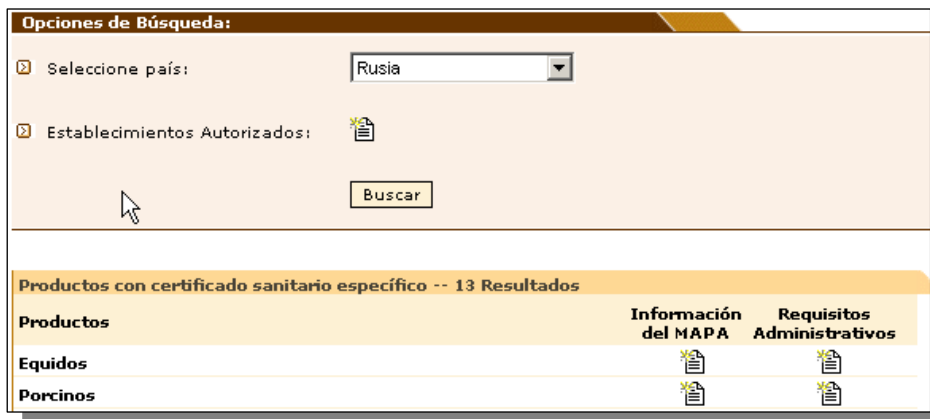 Opciones de Búsqueda:
Seleccione país: Rusia
Establecimientos Autorizados:
Buscar
Productos con certificado sanitario específico -- 13 Resultados
Productos Información del MAPA Requisitos Administrativos
Equidos
Porcinos